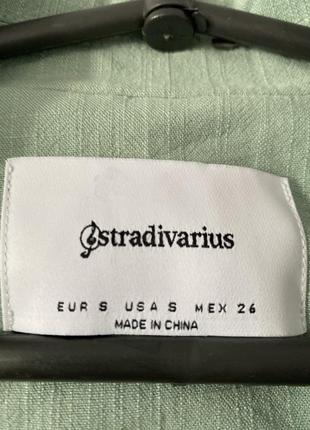 stradivarius
EUR S USA S MEX 26
MADE IN CHINA